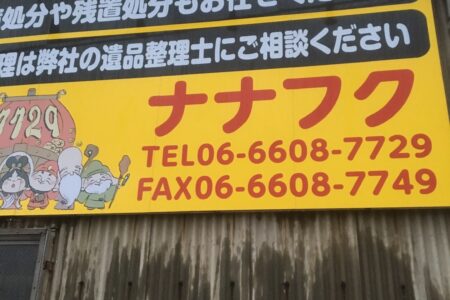 処分や残置処分もお任せくだ
理は弊社の遺品整理士にご相談ください
7729
ナナフク
TEL06-6608-7729
FAX06-6608-7749